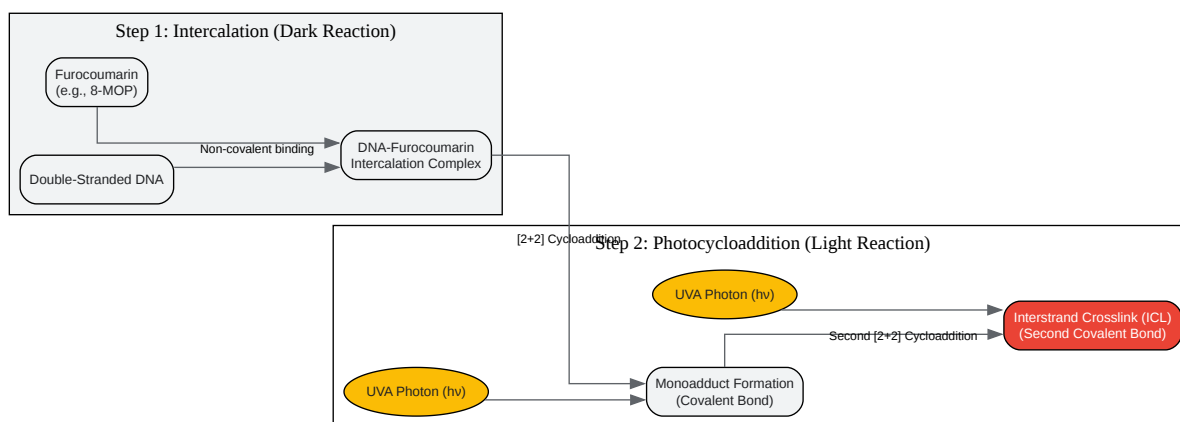 Step 1: Intercalation (Dark Reaction)
Furocoumarin
(e.g., 8-MOP)
Non-covalent binding
DNA-Furocoumarin
Intercalation Complex
Double-Stranded DNA
[2+2] Cycloaddition
Step 2: Photocycloaddition (Light Reaction)
UVA Photon (hν)
Interstrand Crosslink (ICL)
(Second Covalent Bond)
Second [2+2] Cycloaddition
UVA Photon (hν)
Monoadduct Formation
(Covalent Bond)